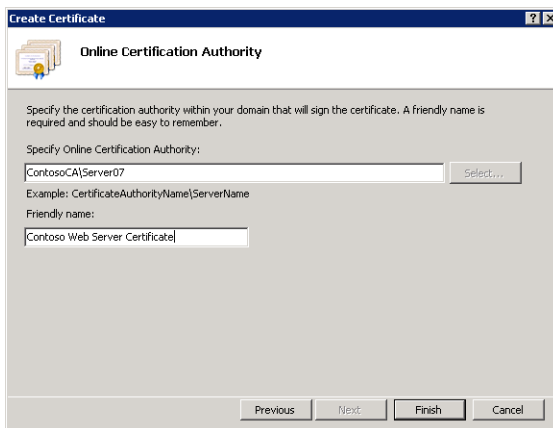 Create Certificate
Online Certification Authority
Specify the certification authority within your domain that will sign the certificate. A friendly name is
required and should be easy to remember.
Specify Online Certification Authority:
ContosoCA\Server07
Select...
Example: CertificateAuthorityName\ServerName
Friendly name:
Contoso Web Server Certificate
Previous Next Finish Cancel